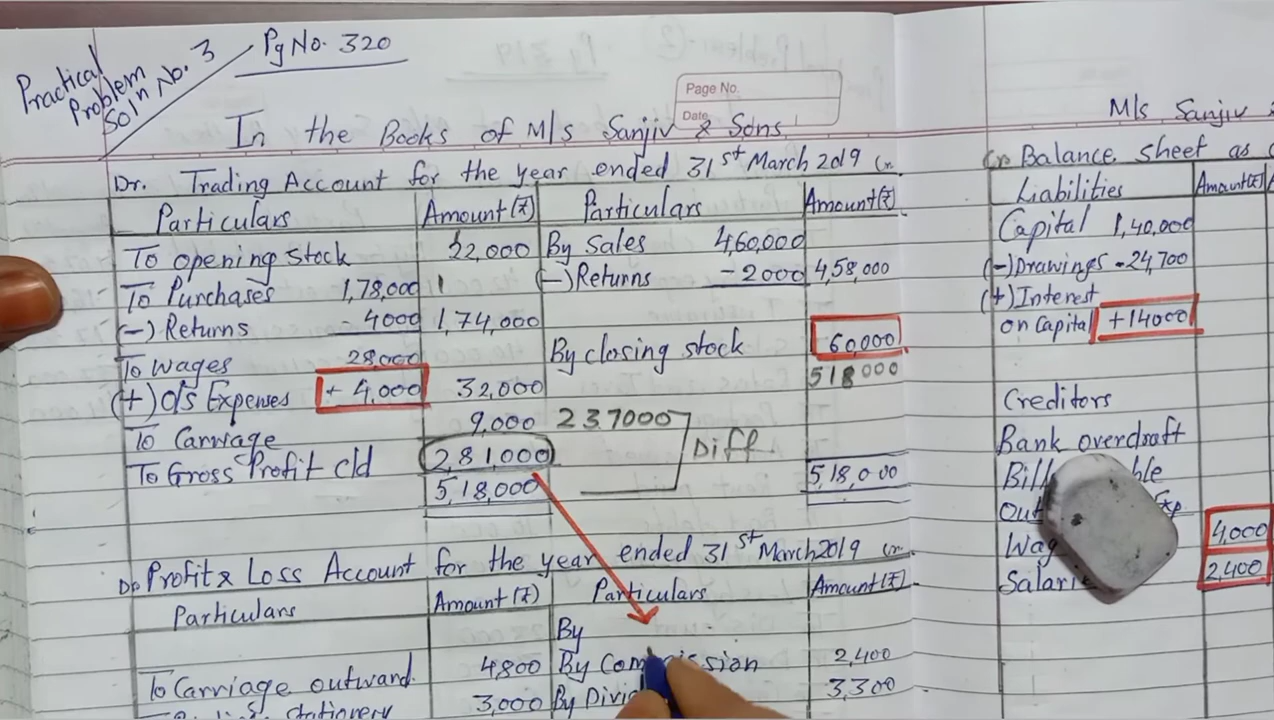 Practical
Problem
Soln No. 3
Pg No. 320
Page No.
Date
In the Books of M/s Sanjiv & Sons
Dr. Trading Account for the year ended 31st March 2019 Cr.
Particulars Amount (₹) Particulars Amount (₹)
To opening stock 22,000 By Sales 4,60,000
(-) Returns - 2000 4,58,000
To Purchases 1,78,000
(-) Returns - 4000 1,74,000
To Wages 28,000 By closing stock 60,000
518000
(+) O/s Expenses + 4,000 32,000
To Carriage 9,000 237000
Diff
To Gross Profit c/d 2,81,000
5,18,000 5,18,000
Dr. Profit & Loss Account for the year ended 31st March 2019 Cr.
Particulars Amount (₹) Particulars Amount (₹)
By
To Carriage outward 4800 By Commission 2,400
stationery 3,000 By 3,300
M/s Sanjiv &
Balance Sheet as
Liabilities Amount (₹)
Capital 1,40,000
(-) Drawings - 24,700
(+) Interest
on Capital + 14000
Creditors
Bank overdraft
4,000
2,400